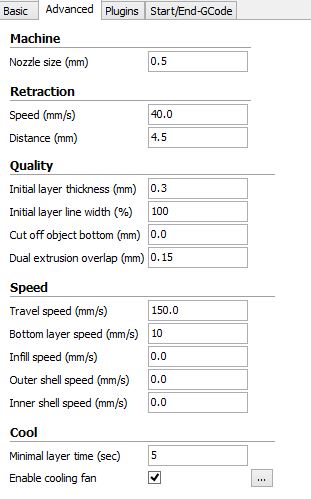 Basic Advanced Plugins Start/End-GCode
Machine
Nozzle size (mm) 0.5
Retraction
Speed (mm/s) 40.0
Distance (mm) 4.5
Quality
Initial layer thickness (mm) 0.3
Initial layer line width (%) 100
Cut off object bottom (mm) 0.0
Dual extrusion overlap (mm) 0.15
Speed
Travel speed (mm/s) 150.0
Bottom layer speed (mm/s) 10
Infill speed (mm/s) 0.0
Outer shell speed (mm/s) 0.0
Inner shell speed (mm/s) 0.0
Cool
Minimal layer time (sec) 5
Enable cooling fan ...